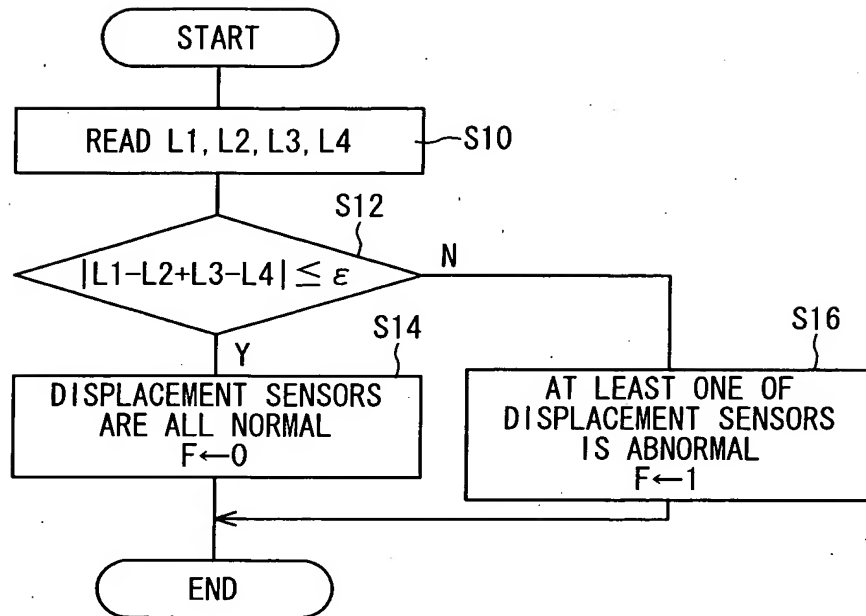 START
READ L1, L2, L3, L4
S10
S12
|L1-L2+L3-L4| ≦ ε
N
Y
S14
DISPLACEMENT SENSORS
ARE ALL NORMAL
F←0
S16
AT LEAST ONE OF
DISPLACEMENT SENSORS
IS ABNORMAL
F←1
END